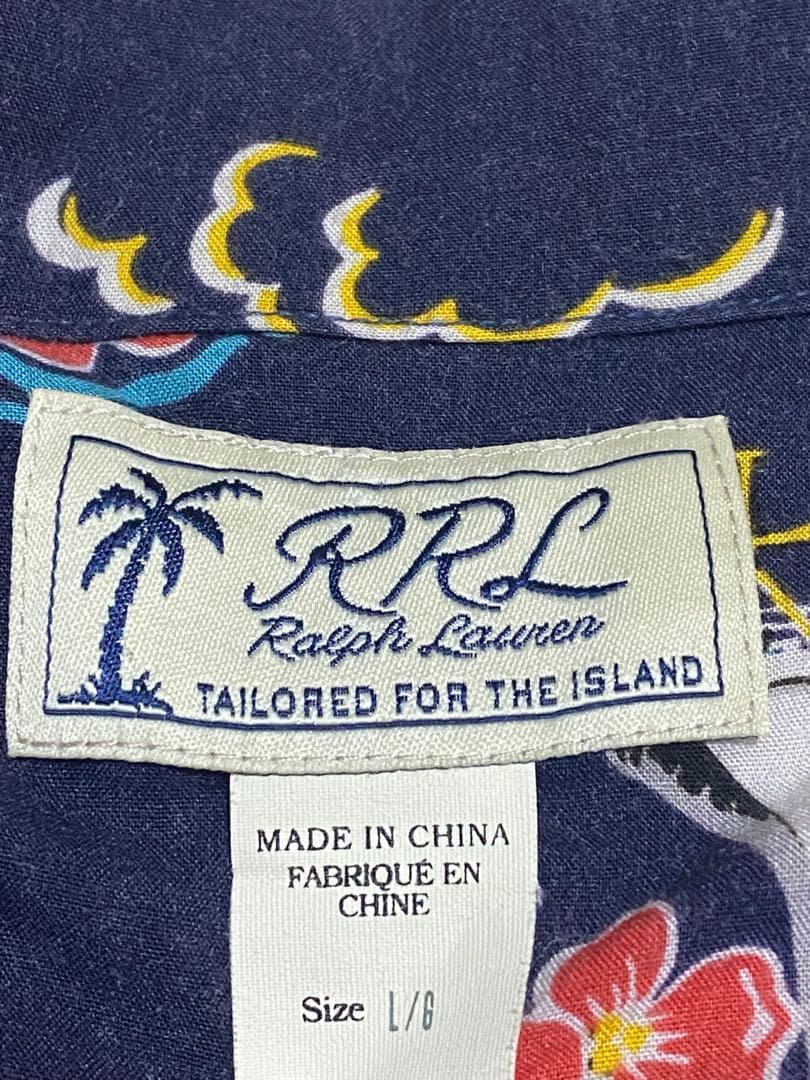 RRL
Ralph Lauren
TAILORED FOR THE ISLAND
MADE IN CHINA
FABRIQUÉ EN
CHINE
Size L/G